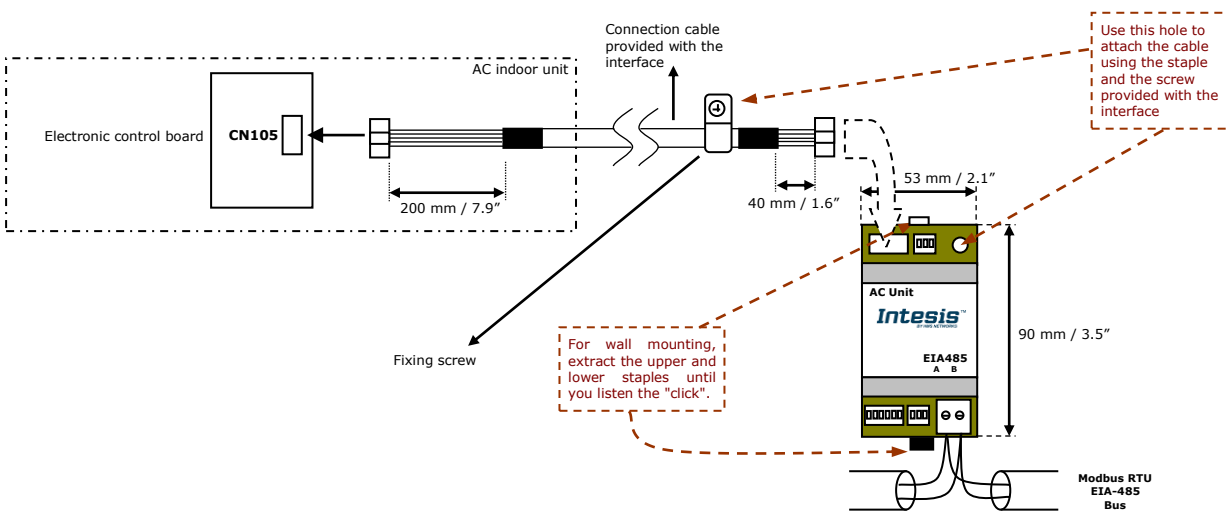 Connection cable
provided with the
interface
Use this hole to
attach the cable
using the staple
and the screw
provided with the
interface
AC indoor unit
Electronic control board
CN105
200 mm / 7.9”
40 mm / 1.6”
53 mm / 2.1”
AC Unit
Intesis™
BY HMS NETWORKS
90 mm / 3.5”
EIA485
A B
Fixing screw
For wall mounting,
extract the upper and
lower staples until
you listen the "click".
Modbus RTU
EIA-485
Bus